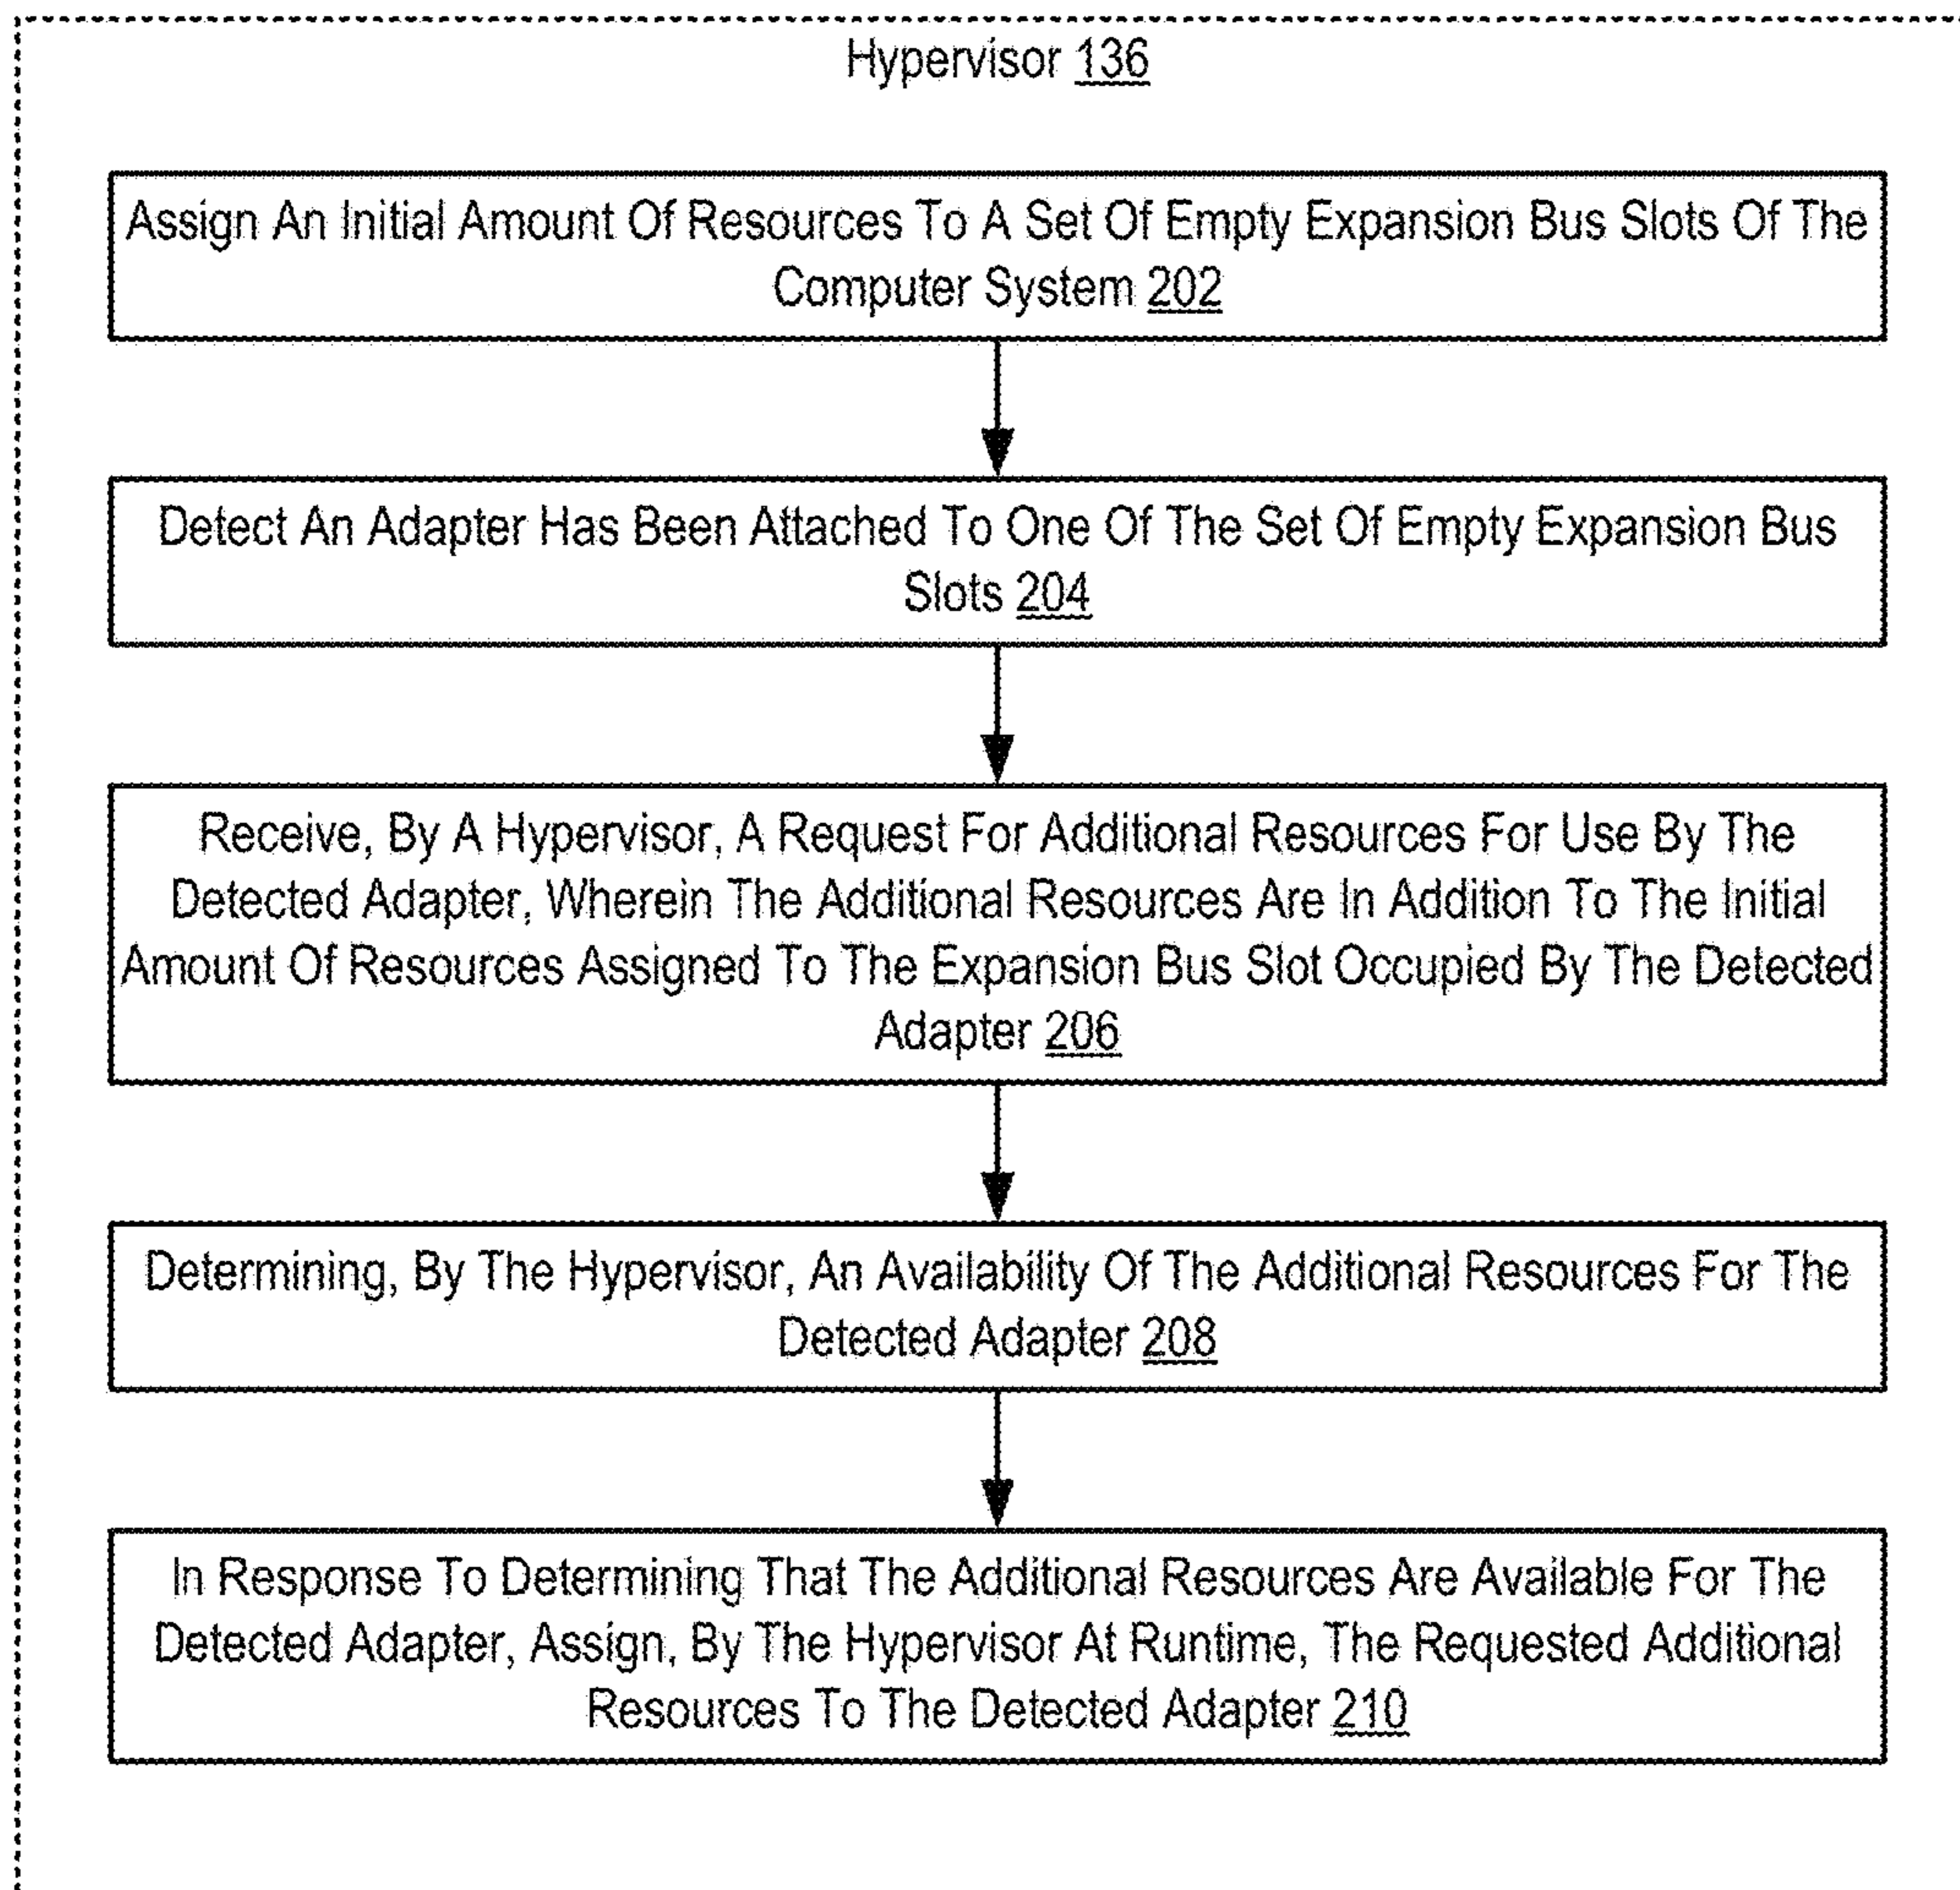 Hypervisor 136
Assign An Initial Amount Of Resources To A Set Of Empty Expansion Bus Slots Of The
Computer System 202
Detect An Adapter Has Been Attached To One Of The Set Of Empty Expansion Bus
Slots 204
Receive, By A Hypervisor, A Request For Additional Resources For Use By The
Detected Adapter, Wherein The Additional Resources Are In Addition To The Initial
Amount Of Resources Assigned To The Expansion Bus Slot Occupied By The Detected
Adapter 206
Determining, By The Hypervisor, An Availability Of The Additional Resources For The
Detected Adapter 208
In Response To Determining That The Additional Resources Are Available For The
Detected Adapter, Assign, By The Hypervisor At Runtime, The Requested Additional
Resources To The Detected Adapter 210